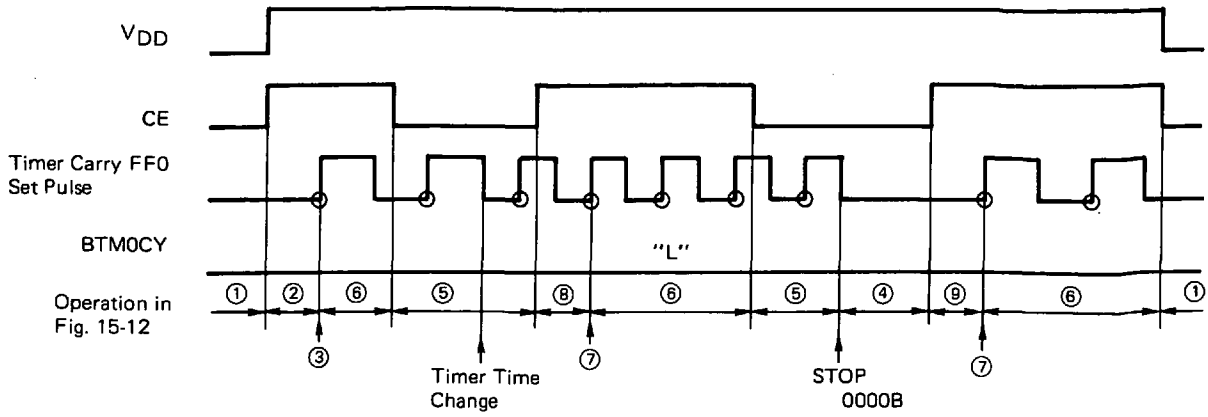 VDD
CE
Timer Carry FF0
Set Pulse
BTM0CY
"L"
Operation in
Fig. 15-12
① ② ⑥ ⑤ ⑧ ⑥ ⑤ ④ ⑨ ⑥ ①
③ ⑦ ⑦
Timer Time
Change
STOP
0000B